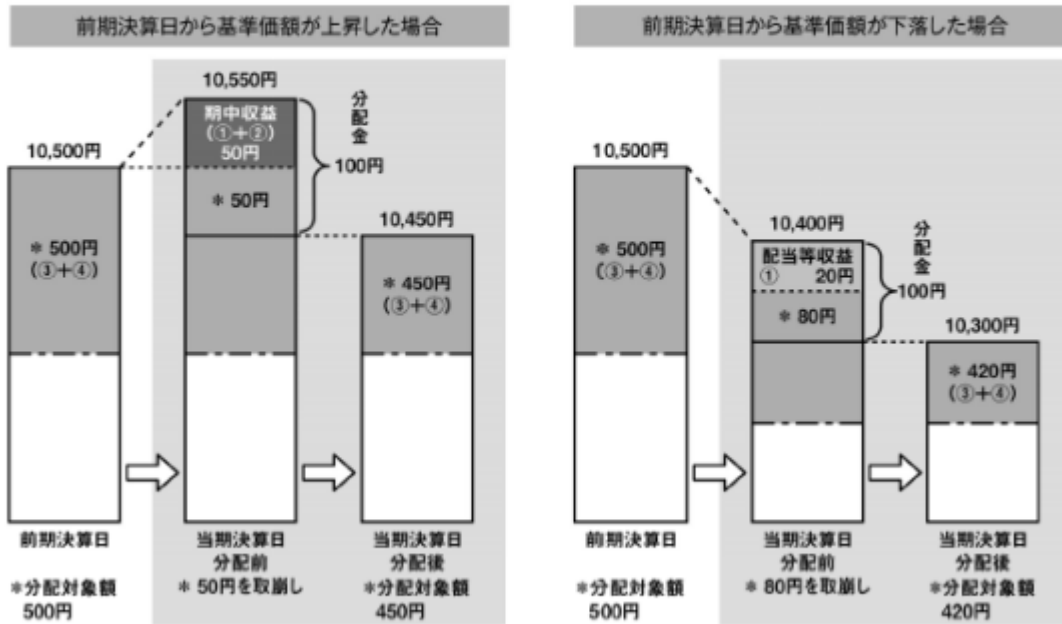 前期決算日から基準価額が上昇した場合
10,550円
期中収益
(①+②)
50円
分配金
100円
10,500円
＊50円
10,450円
＊500円
(③+④)
＊450円
(③+④)
前期決算日
当期決算日
分配前
当期決算日
分配後
＊分配対象額
500円
＊50円を取崩し
＊分配対象額
450円
前期決算日から基準価額が下落した場合
10,500円
10,400円
＊500円
(③+④)
配当等収益
① 20円
分配金
100円
＊80円
10,300円
＊420円
(③+④)
前期決算日
当期決算日
分配前
当期決算日
分配後
＊分配対象額
500円
＊80円を取崩し
＊分配対象額
420円